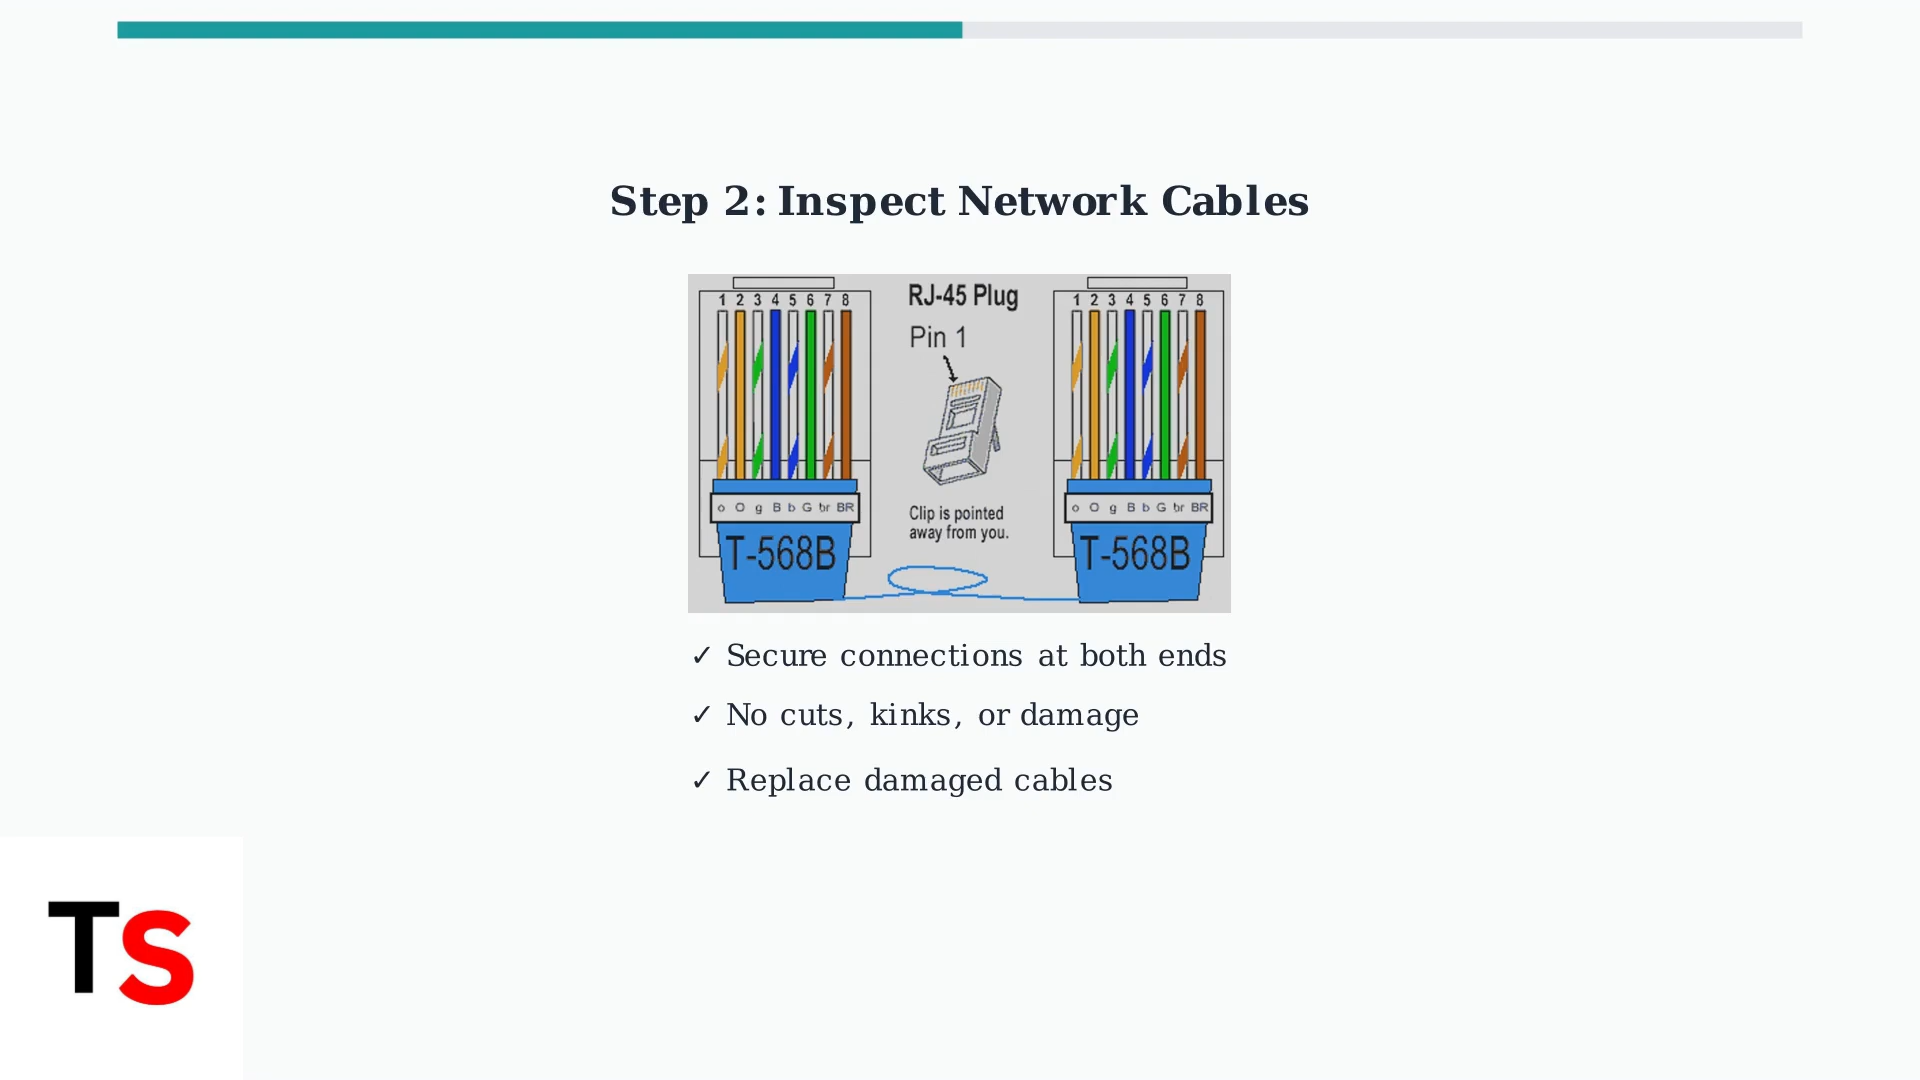 Step 2: Inspect Network Cables
1 2 3 4 5 6 7 8
RJ-45 Plug
Pin 1
1 2 3 4 5 6 7 8
o O g B b G br BR
Clip is pointed
away from you.
o O g B b G br BR
T-568B
T-568B
✓ Secure connections at both ends
✓ No cuts, kinks, or damage
✓ Replace damaged cables
TS